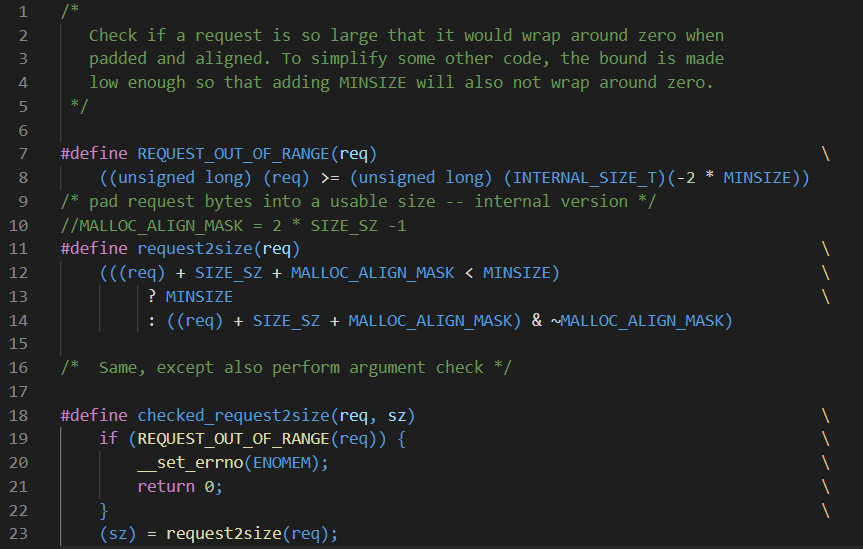 1 /*
2 Check if a request is so large that it would wrap around zero when
3 padded and aligned. To simplify some other code, the bound is made
4 low enough so that adding MINSIZE will also not wrap around zero.
5 */
6
7 #define REQUEST_OUT_OF_RANGE(req) \
8 ((unsigned long) (req) >= (unsigned long) (INTERNAL_SIZE_T)(-2 * MINSIZE))
9 /* pad request bytes into a usable size -- internal version */
10 //MALLOC_ALIGN_MASK = 2 * SIZE_SZ -1
11 #define request2size(req) \
12 (((req) + SIZE_SZ + MALLOC_ALIGN_MASK < MINSIZE) \
13 ? MINSIZE \
14 : ((req) + SIZE_SZ + MALLOC_ALIGN_MASK) & ~MALLOC_ALIGN_MASK)
15
16 /*  Same, except also perform argument check */
17
18 #define checked_request2size(req, sz) \
19 if (REQUEST_OUT_OF_RANGE(req)) { \
20 __set_errno(ENOMEM); \
21 return 0; \
22 } \
23 (sz) = request2size(req);